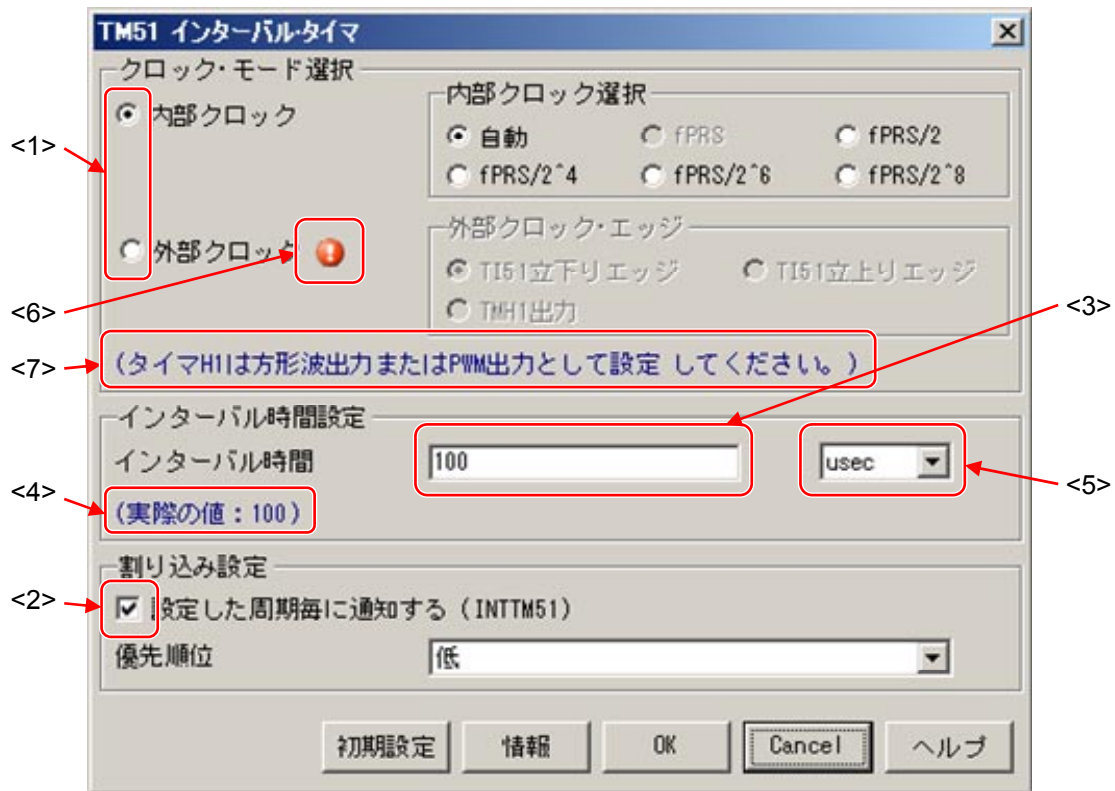 TM51 インターバル・タイマ
クロック・モード選択
<1>
内部クロック
内部クロック選択
自動
fPRS
fPRS/2
fPRS/2^4
fPRS/2^6
fPRS/2^8
外部クロック
<6>
外部クロック・エッジ
TI51立下りエッジ
TI51立上りエッジ
TMH1出力
<3>
<7>
(タイマH1は方形波出力またはPWM出力として設定 してください。)
インターバル時間設定
インターバル時間
100
usec
<5>
<4>
(実際の値:100)
割り込み設定
<2>
設定した周期毎に通知する(INTTM51)
優先順位
低
初期設定
情報
OK
Cancel
ヘルプ